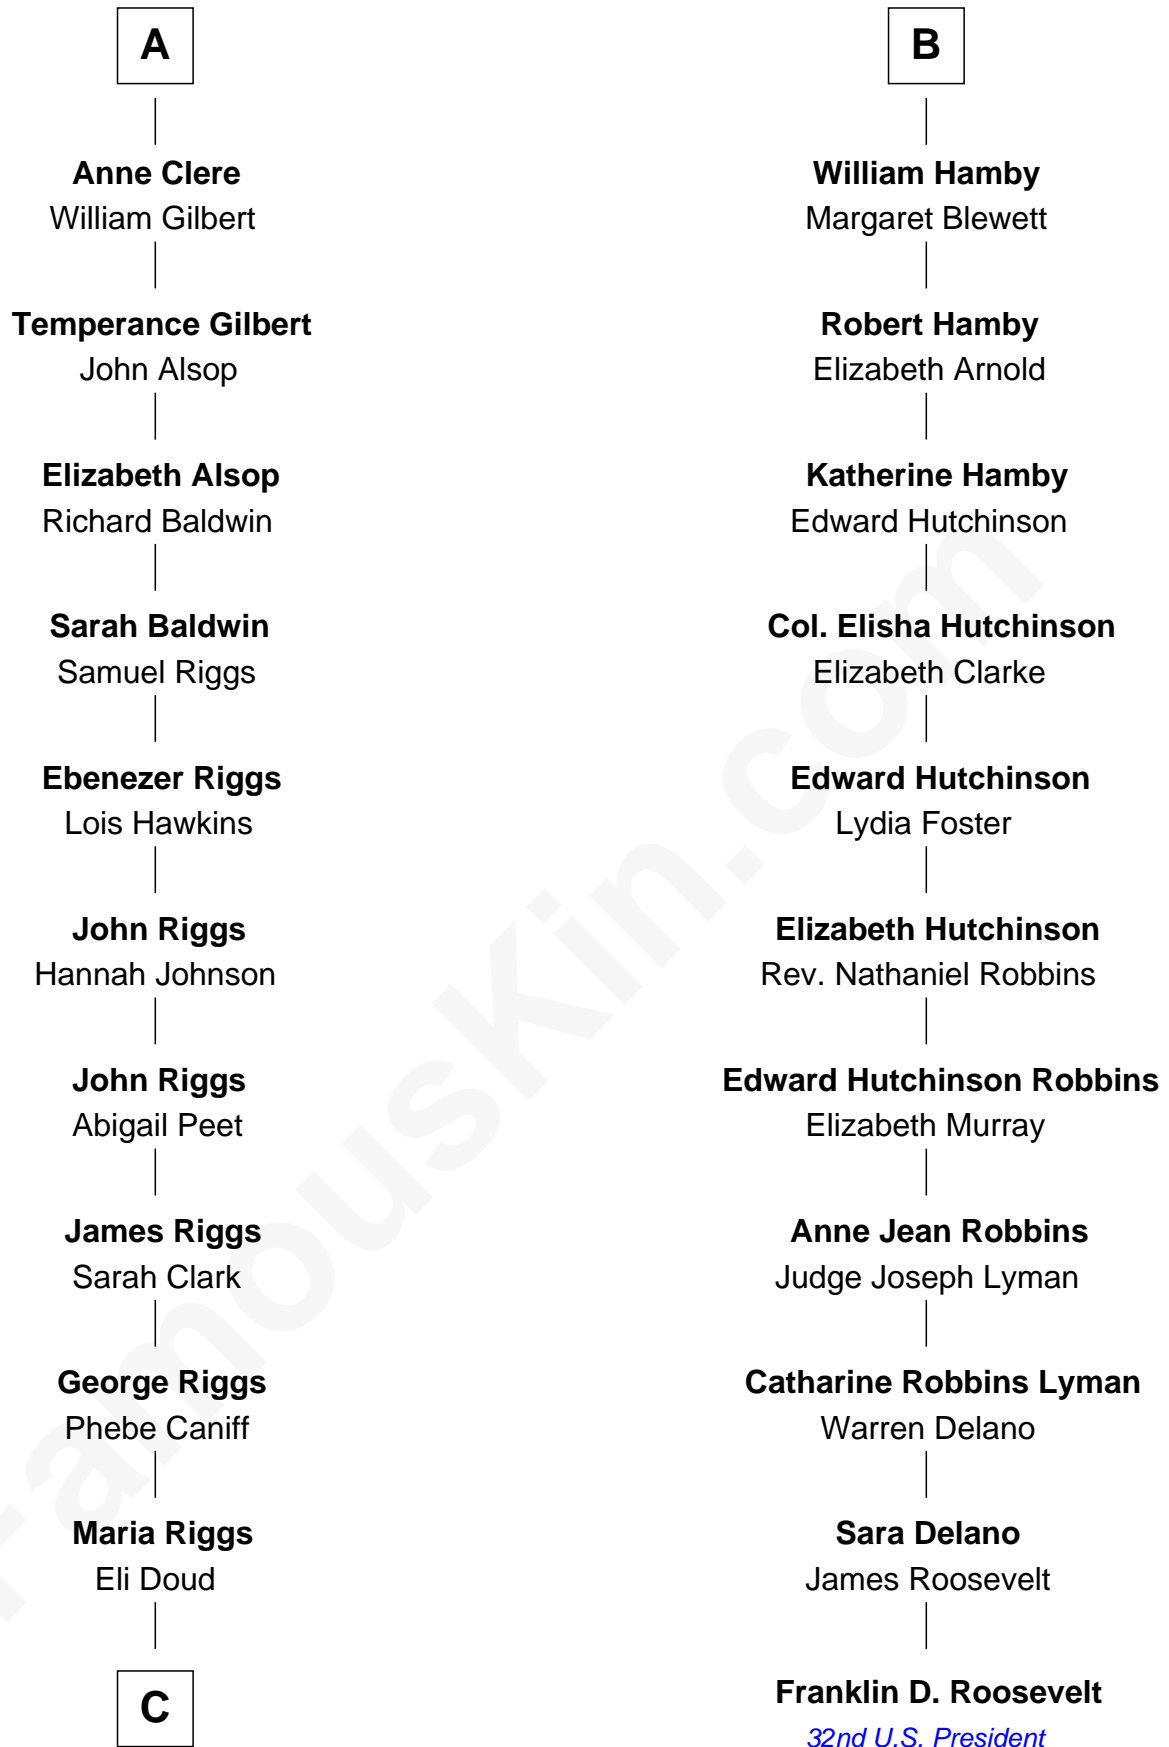 A
Anne Clere
William Gilbert
Temperance Gilbert
John Alsop
Elizabeth Alsop
Richard Baldwin
Sarah Baldwin
Samuel Riggs
Ebenezer Riggs
Lois Hawkins
John Riggs
Hannah Johnson
John Riggs
Abigail Peet
James Riggs
Sarah Clark
George Riggs
Phebe Caniff
Maria Riggs
Eli Doud
C
B
William Hamby
Margaret Blewett
Robert Hamby
Elizabeth Arnold
Katherine Hamby
Edward Hutchinson
Col. Elisha Hutchinson
Elizabeth Clarke
Edward Hutchinson
Lydia Foster
Elizabeth Hutchinson
Rev. Nathaniel Robbins
Edward Hutchinson Robbins
Elizabeth Murray
Anne Jean Robbins
Judge Joseph Lyman
Catharine Robbins Lyman
Warren Delano
Sara Delano
James Roosevelt
Franklin D. Roosevelt
32nd U.S. President
FamousKin.com